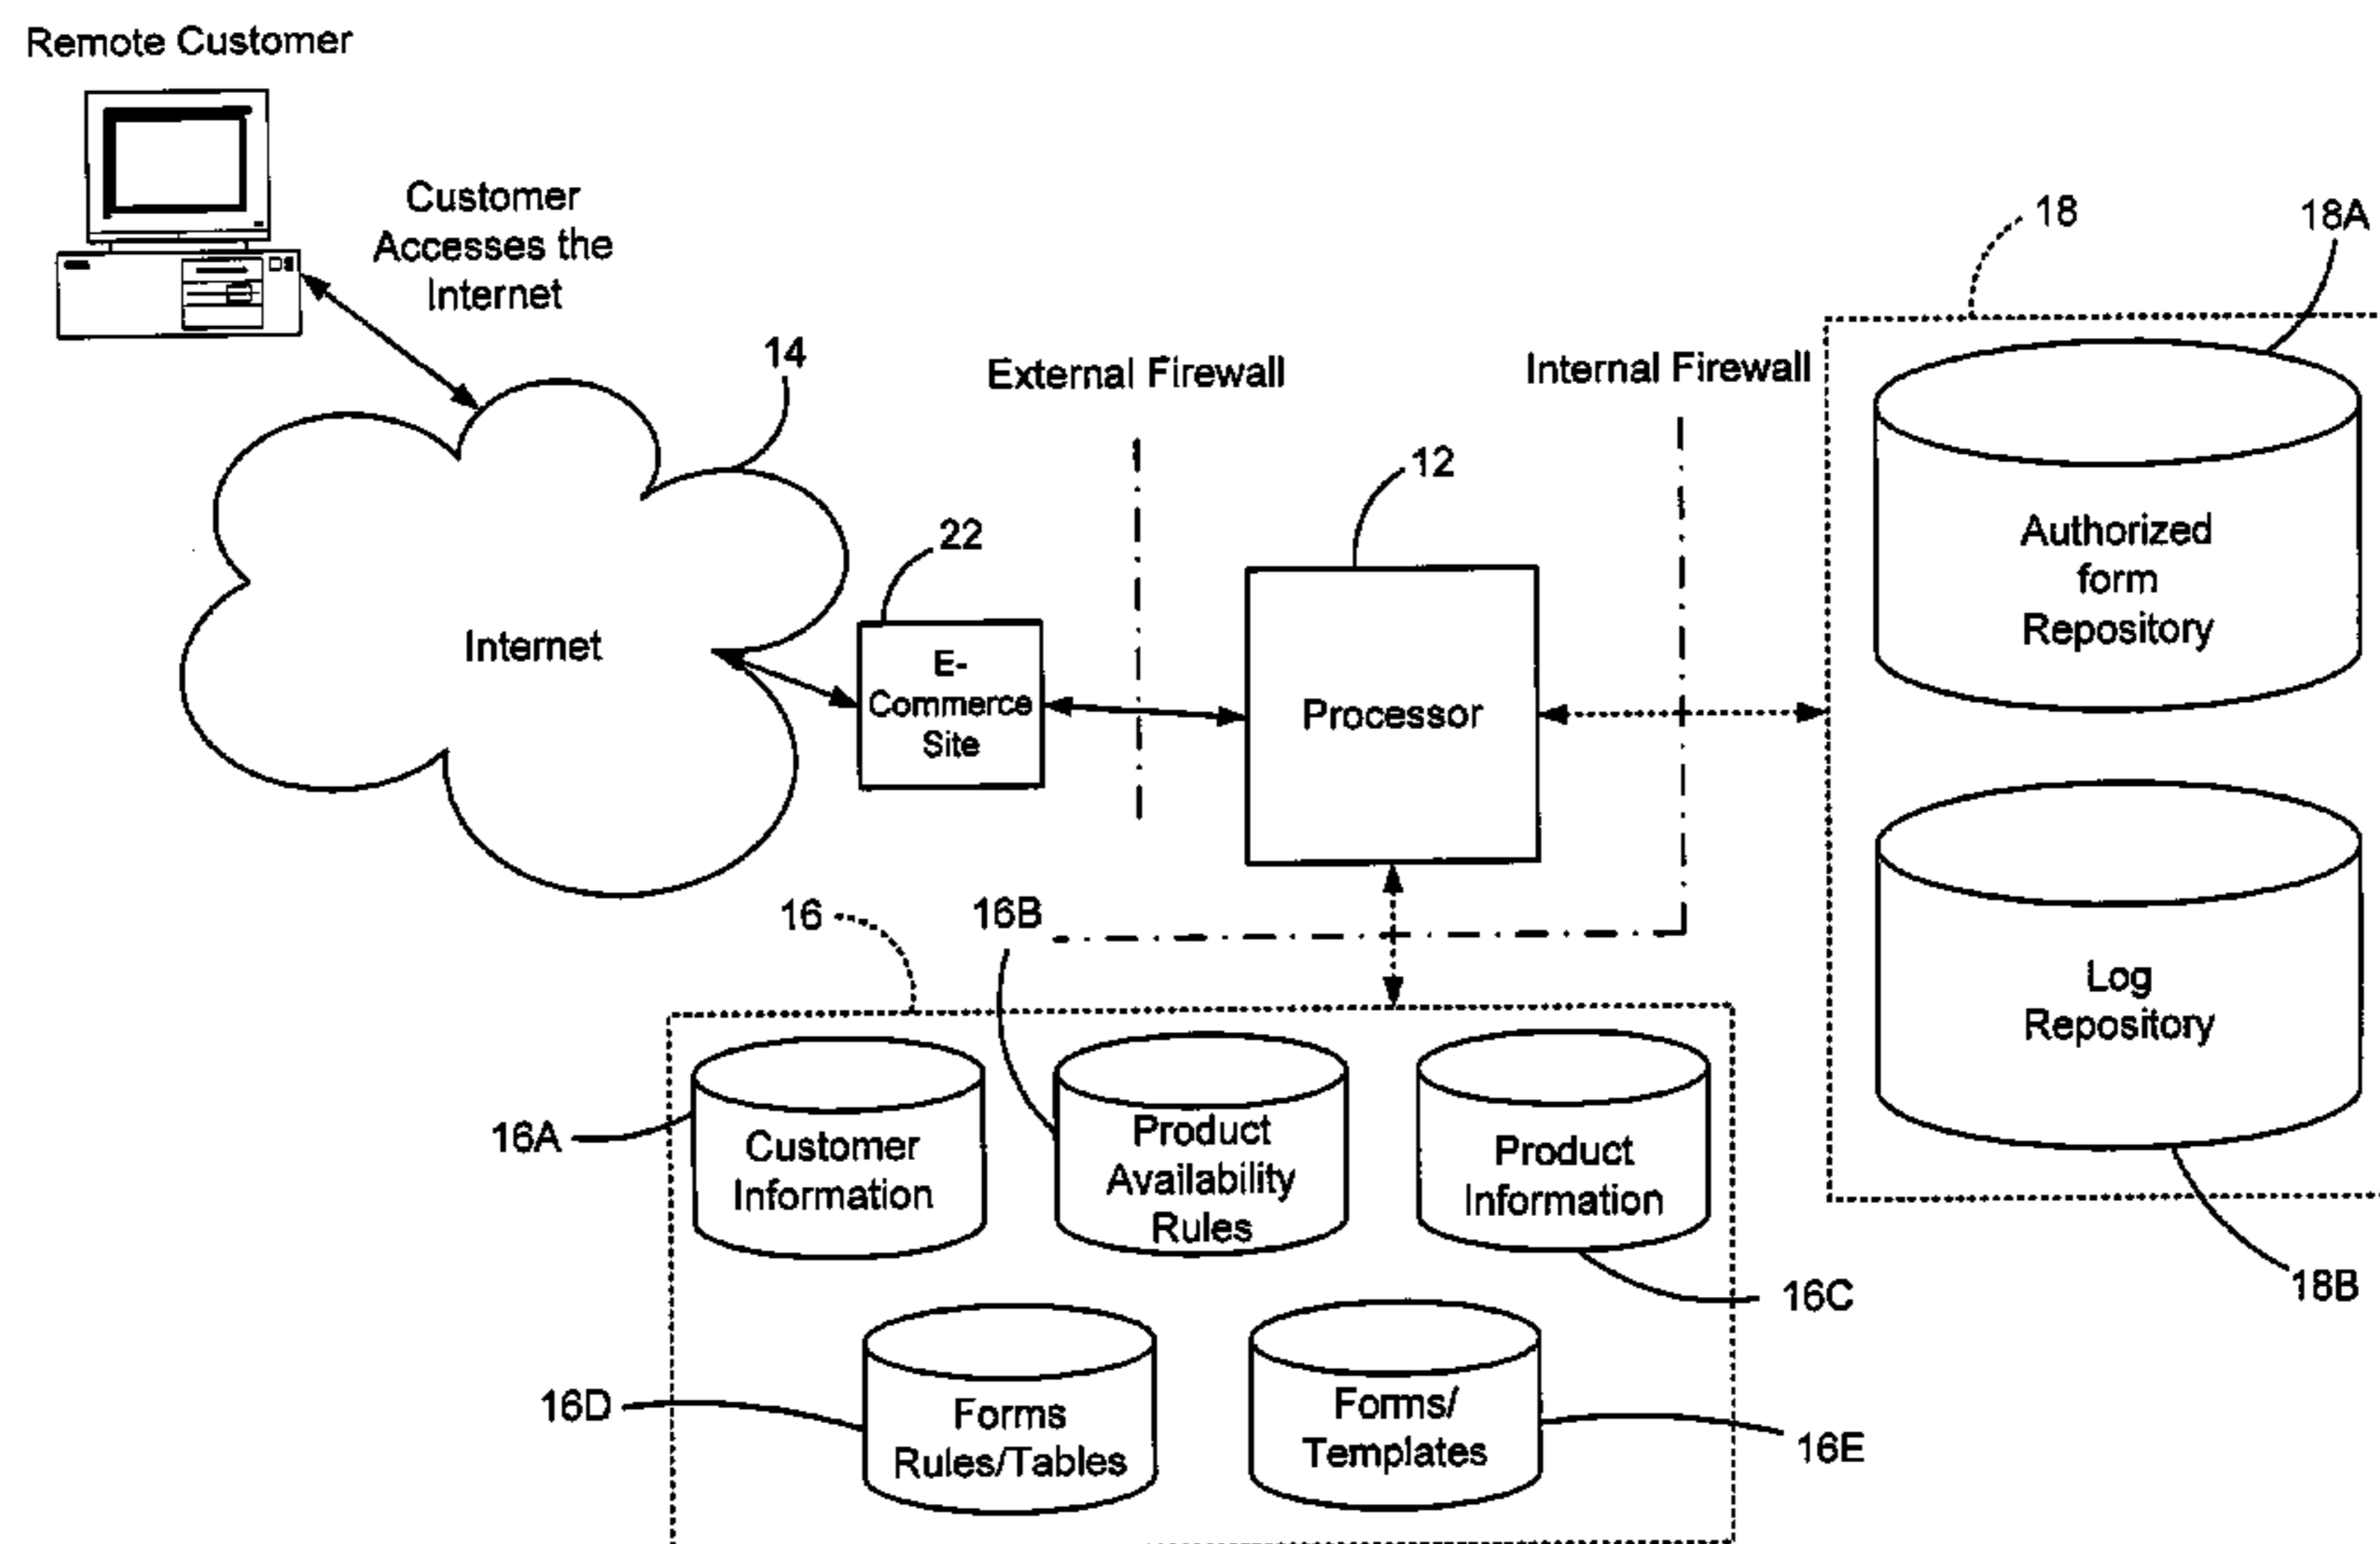 Remote Customer
Customer
Accesses the
Internet
14
External Firewall
Internal Firewall
18
18A
12
22
Internet
E-
Commerce
Site
Processor
Authorized
form
Repository
Log
Repository
16
16B
16A
Customer
Information
Product
Availability
Rules
Product
Information
16C
18B
16D
Forms
Rules/Tables
Forms/
Templates
16E